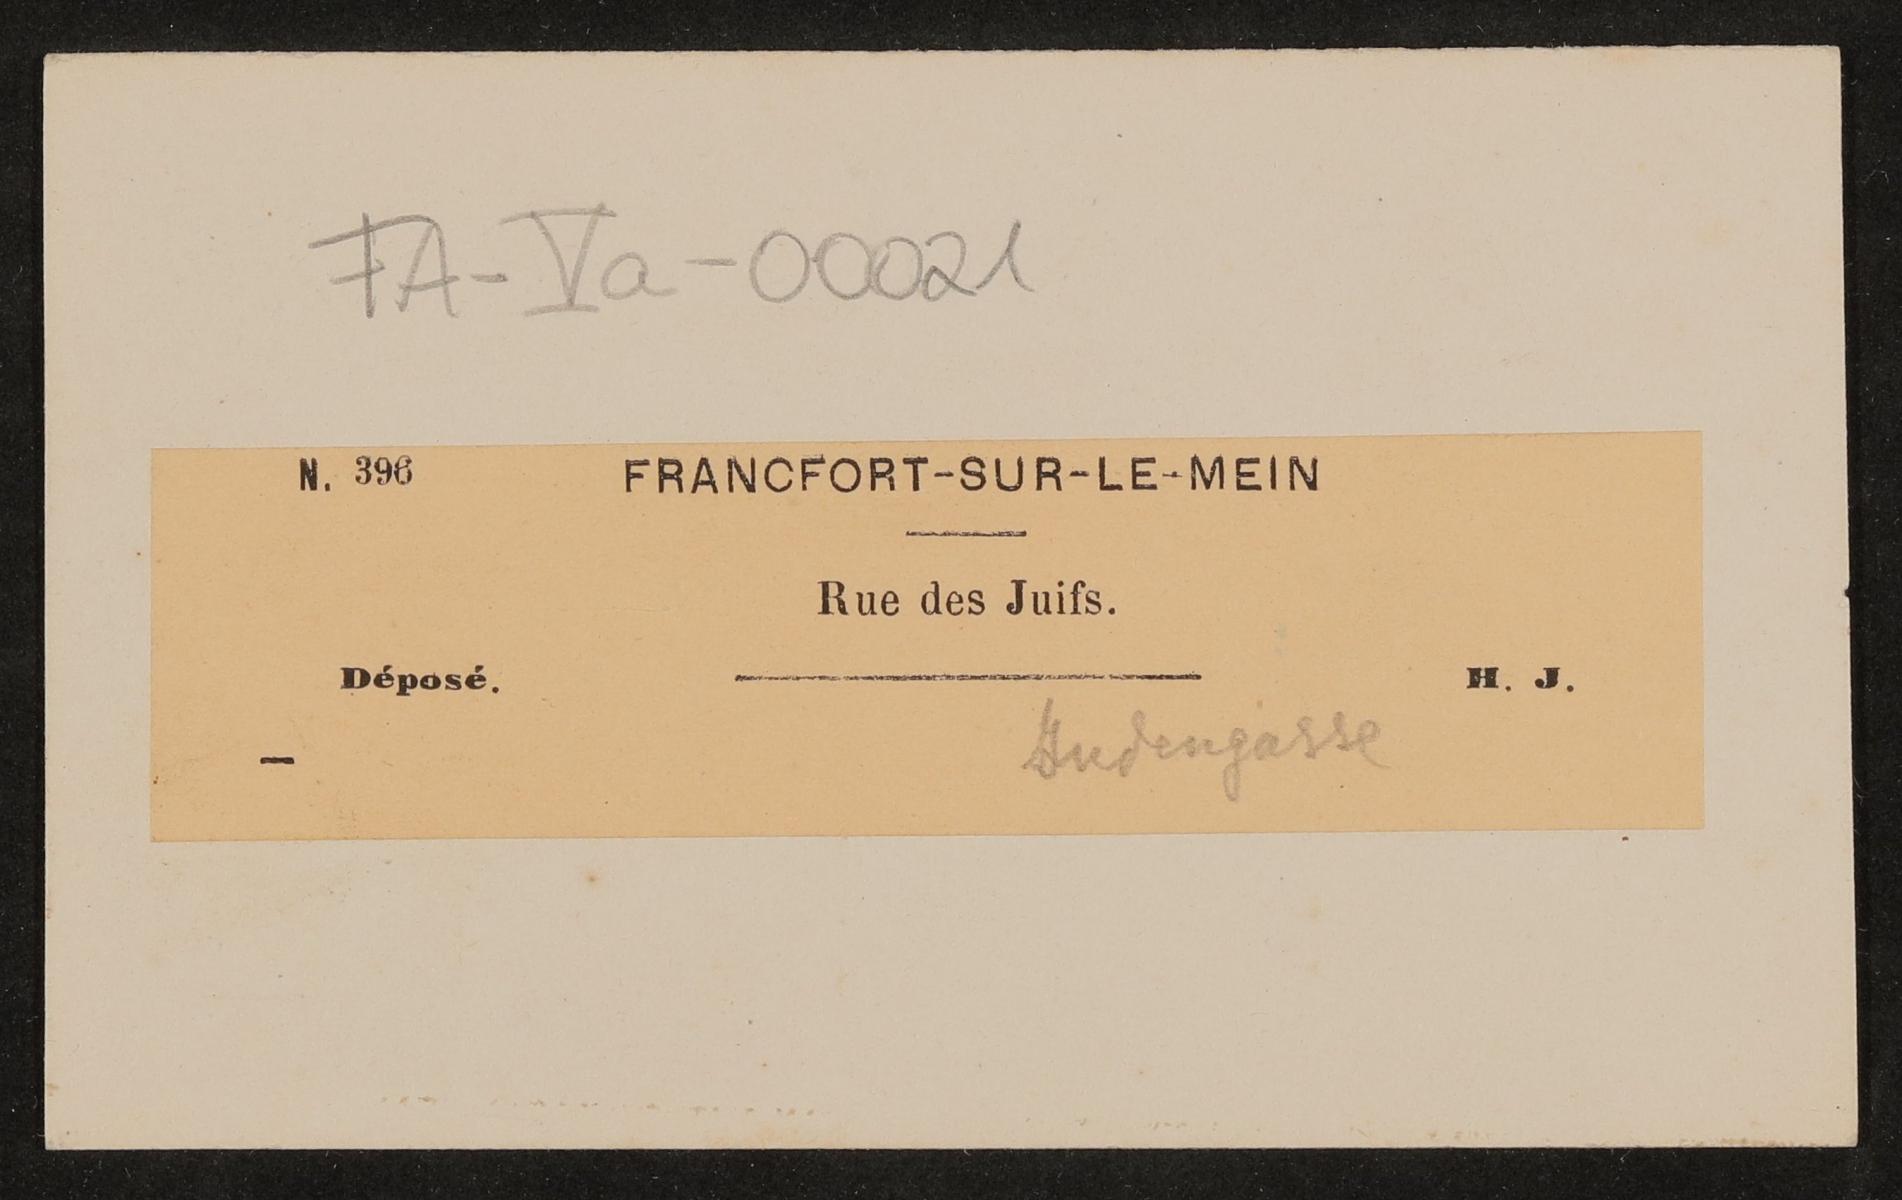 FA-Va-00021
N. 396 FRANCFORT-SUR-LE-MEIN
Rue des Juifs.
Déposé. H. J.
Judengasse